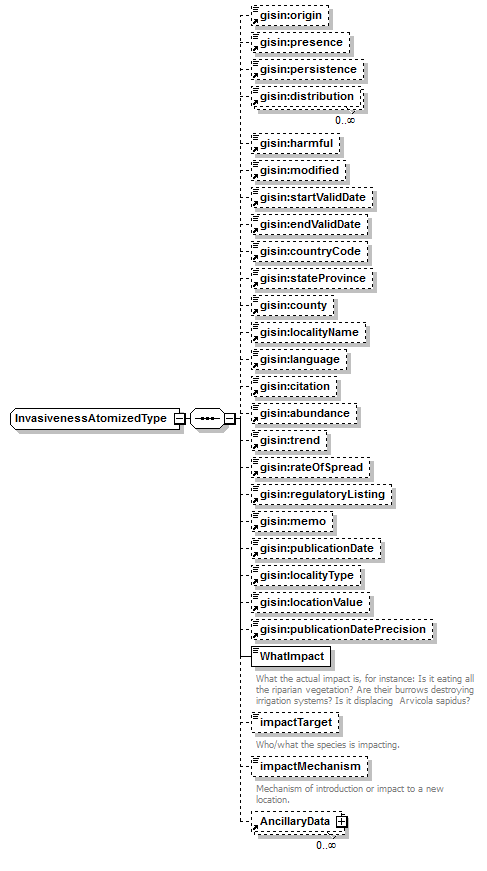 gisin:origin
gisin:presence
gisin:persistence
gisin:distribution
0..∞
gisin:harmful
gisin:modified
gisin:startValidDate
gisin:endValidDate
gisin:countryCode
gisin:stateProvince
gisin:county
gisin:localityName
gisin:language
gisin:citation
InvasivenessAtomizedType
gisin:abundance
gisin:trend
gisin:rateOfSpread
gisin:regulatoryListing
gisin:memo
gisin:publicationDate
gisin:localityType
gisin:locationValue
gisin:publicationDatePrecision
WhatImpact
What the actual impact is, for instance: Is it eating all
the riparian vegetation? Are their burrows destroying
irrigation systems? Is it displacing Arvicola sapidus?
impactTarget
Who/what the species is impacting.
impactMechanism
Mechanism of introduction or impact to a new
location.
AncillaryData
0..∞